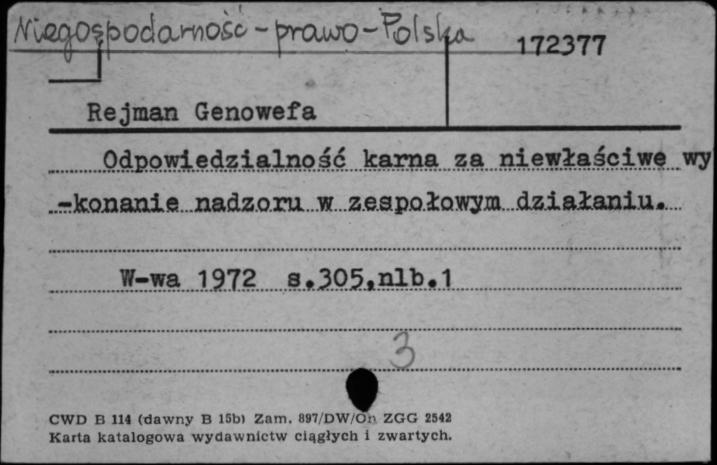 Niegospodarność - prawo - Polska
172377
Rejman Genowefa
Odpowiedzialność karna za niewłaściwe wy
-konanie nadzoru w zespołowym działaniu.
W-wa 1972 s.305,nlb.1
3
CWD B 114 (dawny B 15b) Zam. 897/DW/Oh ZGG 2542
Karta katalogowa wydawnictw ciągłych i zwartych.